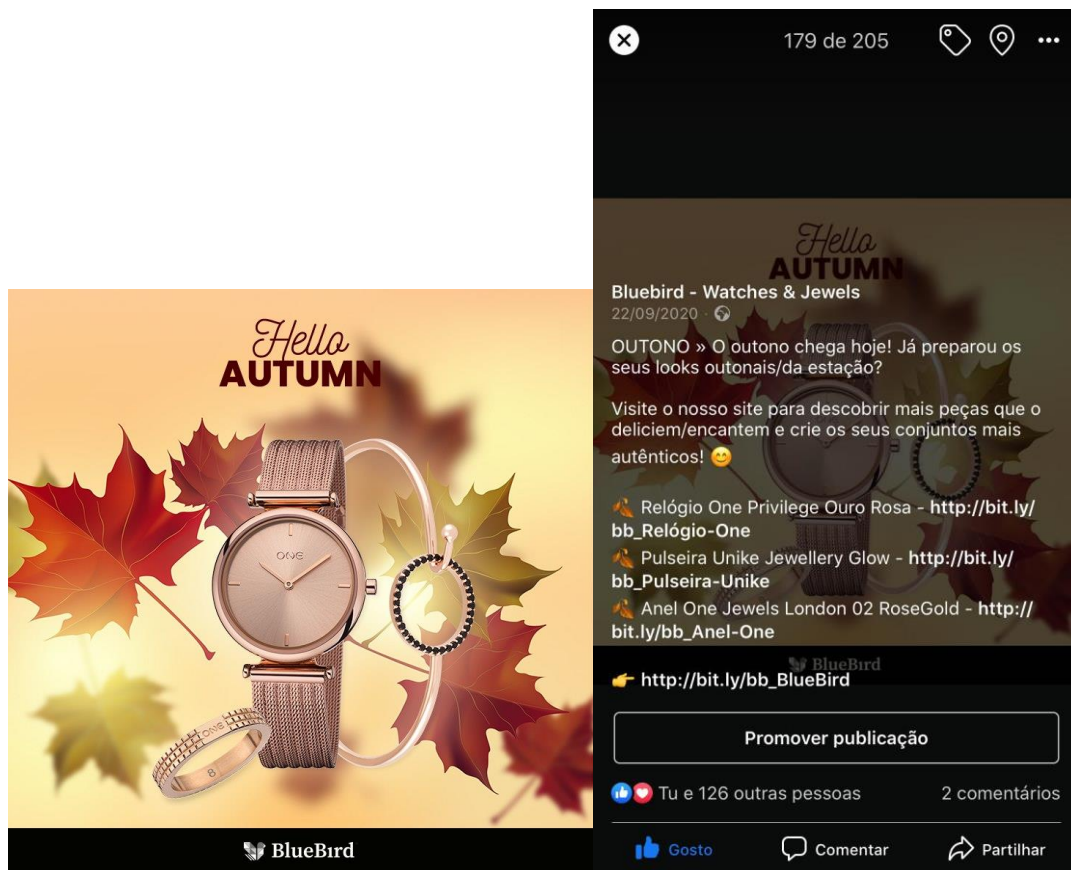 Hello
AUTUMN
ONE
ONE
8
BlueBird
179 de 205
Hello
AUTUMN
Bluebird - Watches & Jewels
22/09/2020 ·
OUTONO » O outono chega hoje! Já preparou os
seus looks outonais/da estação?
Visite o nosso site para descobrir mais peças que o
deliciem/encantem e crie os seus conjuntos mais
autênticos! 😊
🍂 Relógio One Privilege Ouro Rosa - http://bit.ly/
bb_Relógio-One
🍂 Pulseira Unike Jewellery Glow - http://bit.ly/
bb_Pulseira-Unike
🍂 Anel One Jewels London 02 RoseGold - http://
bit.ly/bb_Anel-One
BlueBird
👉 http://bit.ly/bb_BlueBird
Promover publicação
Tu e 126 outras pessoas 2 comentários
Gosto Comentar Partilhar